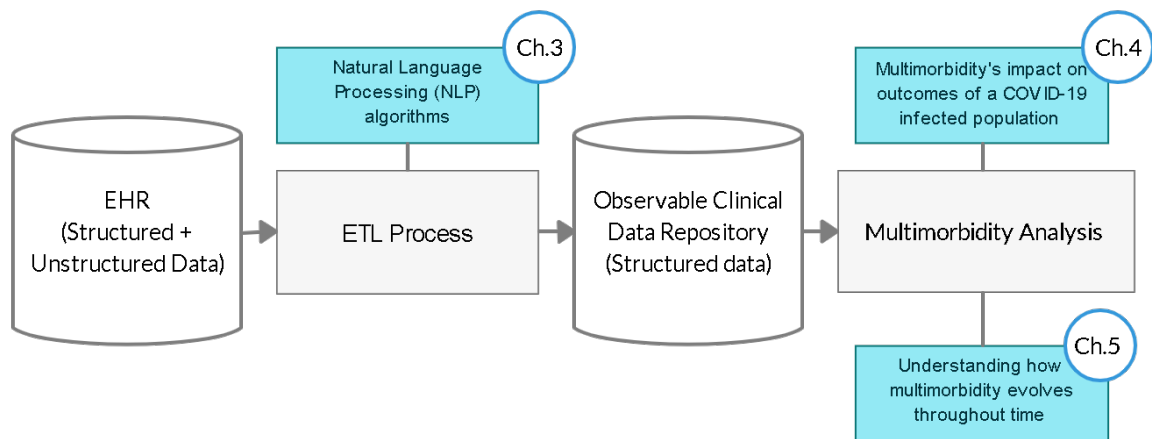 Ch.3
Natural Language
Processing (NLP)
algorithms
Ch.4
Multimorbidity's impact on
outcomes of a COVID-19
infected population
EHR
(Structured +
Unstructured Data)
ETL Process
Observable Clinical
Data Repository
(Structured data)
Multimorbidity Analysis
Ch.5
Understanding how
multimorbidity evolves
throughout time